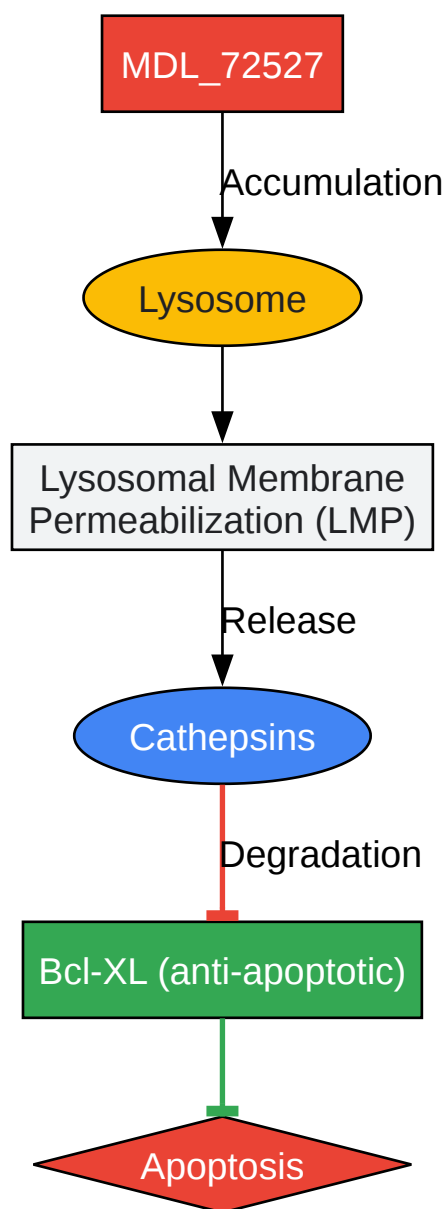 MDL_72527
Accumulation
Lysosome
Lysosomal Membrane
Permeabilization (LMP)
Release
Cathepsins
Degradation
Bcl-XL (anti-apoptotic)
Apoptosis